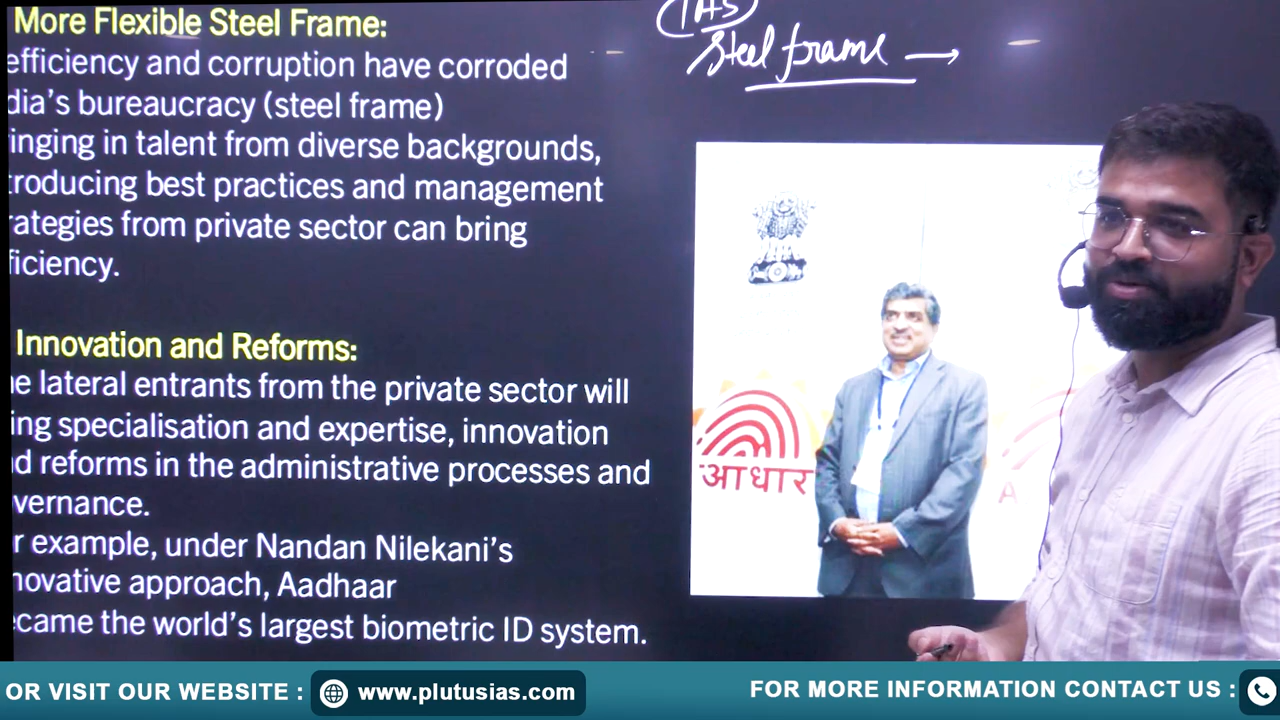 More Flexible Steel Frame:
efficiency and corruption have corroded
dia's bureaucracy (steel frame)
inging in talent from diverse backgrounds,
troducing best practices and management
rategies from private sector can bring
ficiency.
Innovation and Reforms:
e lateral entrants from the private sector will
ing specialisation and expertise, innovation
d reforms in the administrative processes and
vernance.
r example, under Nandan Nilekani's
novative approach, Aadhaar
ecame the world's largest biometric ID system.
IAS
Steel frame →
आधार
A
OR VISIT OUR WEBSITE : www.plutusias.com
FOR MORE INFORMATION CONTACT US :